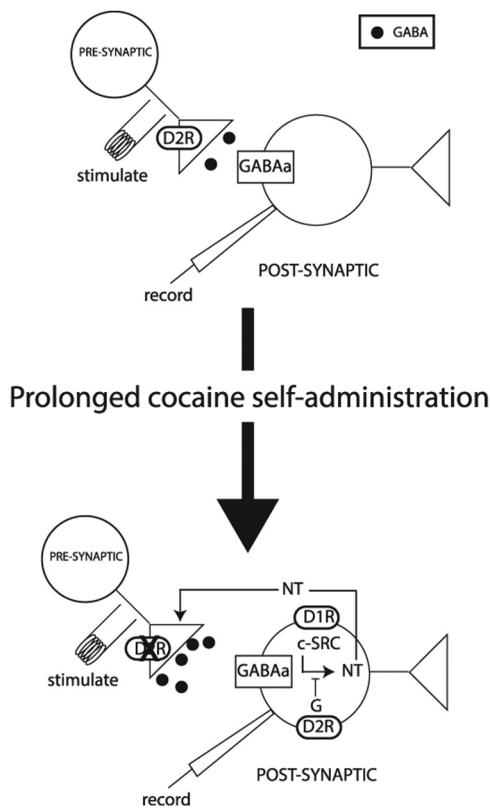 PRE-SYNAPTIC
GABA
D2R
stimulate
GABAa
POST-SYNAPTIC
record
Prolonged cocaine self-administration
PRE-SYNAPTIC
NT
D1R
D2R
c-SRC
stimulate
GABAa
NT
G
D2R
POST-SYNAPTIC
record